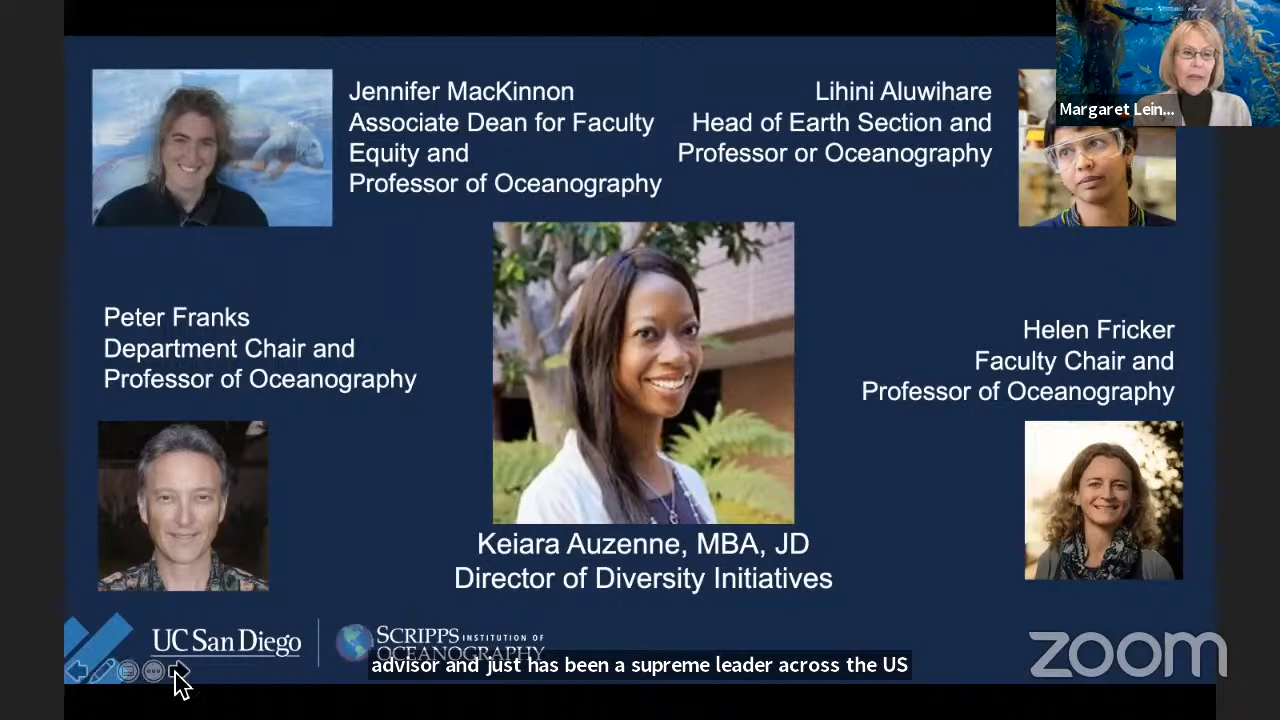 Jennifer MacKinnon
Associate Dean for Faculty
Equity and
Professor of Oceanography
Lihini Aluwihare
Head of Earth Section and
Professor or Oceanography
Margaret Lein...
Peter Franks
Department Chair and
Professor of Oceanography
Helen Fricker
Faculty Chair and
Professor of Oceanography
Keiara Auzenne, MBA, JD
Director of Diversity Initiatives
UC San Diego
SCRIPPS INSTITUTION OF
OCEANOGRAPHY
advisor and just has been a supreme leader across the US
zoom